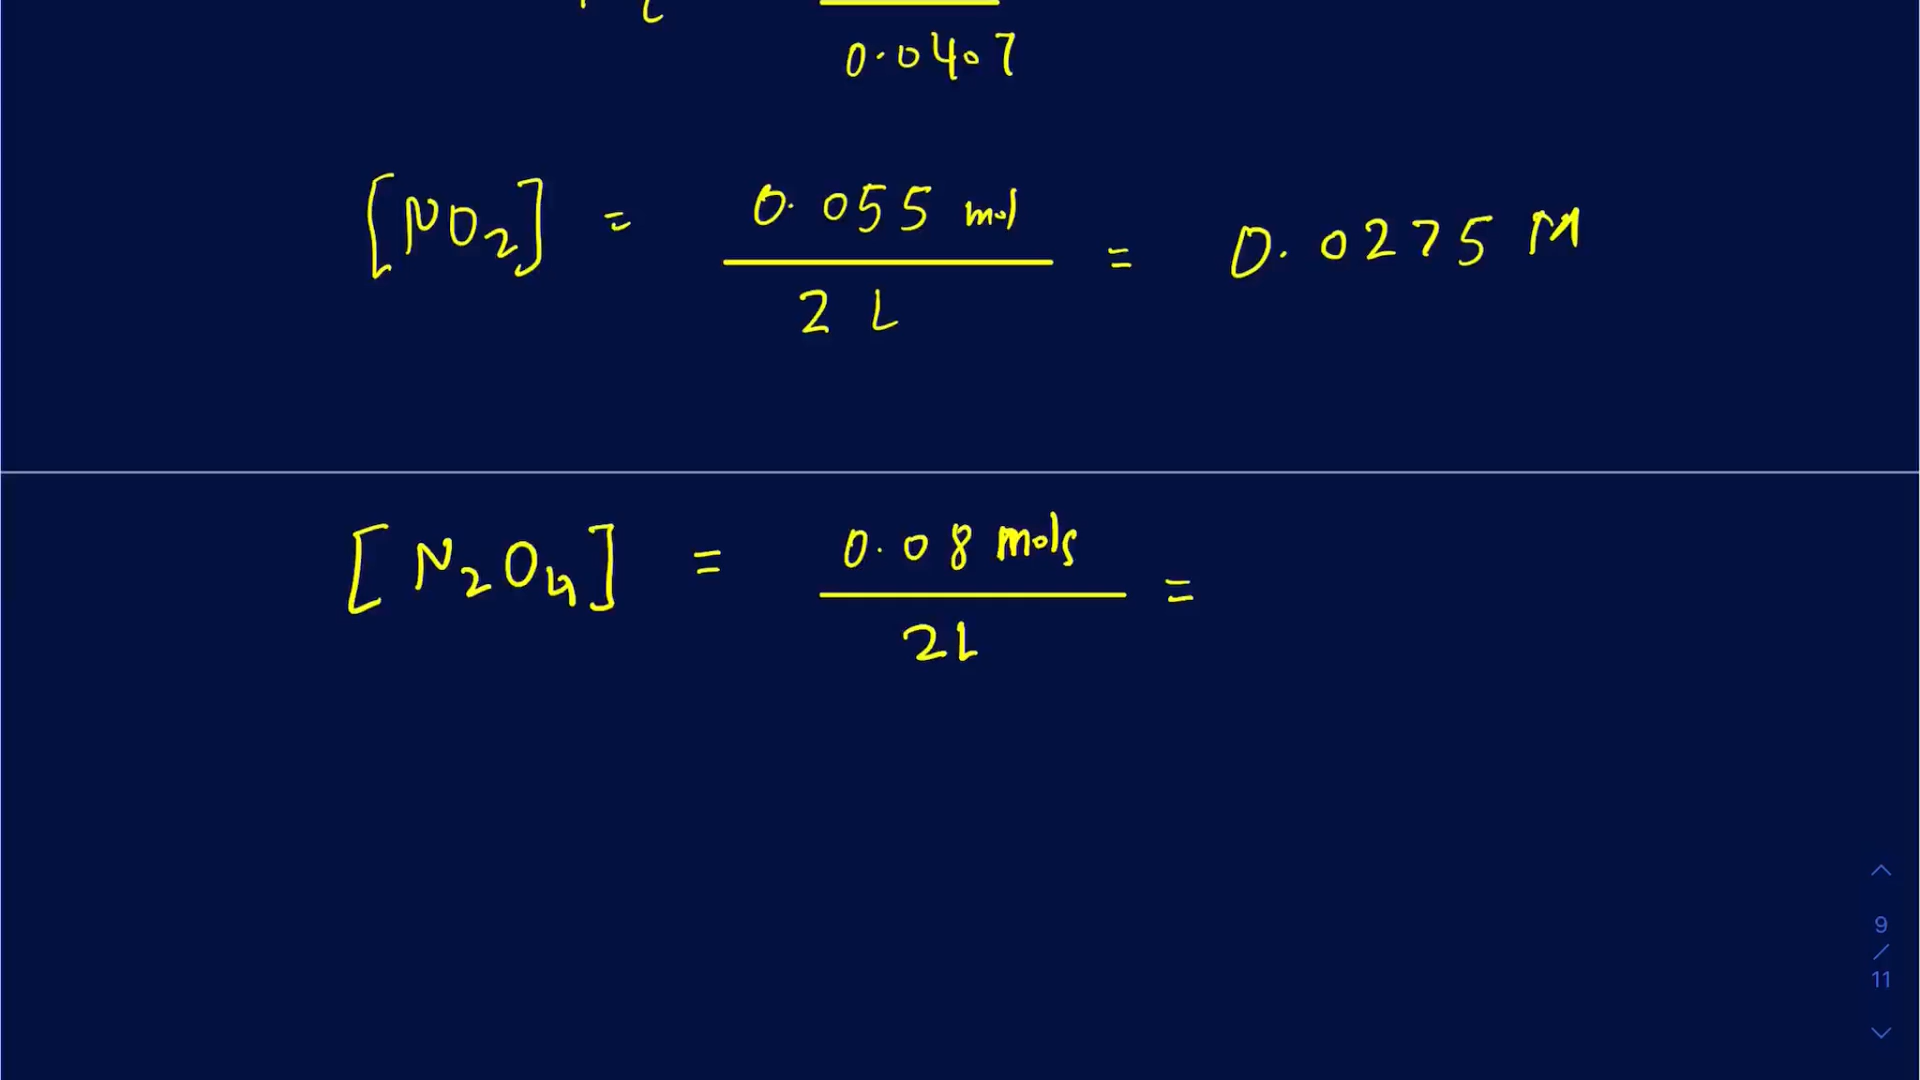 0.0407
[NO₂] = 0.055 mol / 2 L = 0.0275 M
[N₂O₄] = 0.08 mols / 2L =
9
/
11